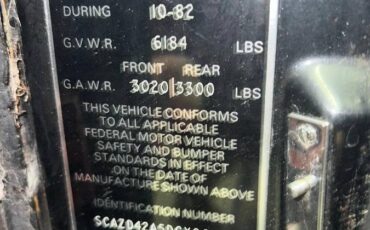 DURING 10-82
G.V.W.R. 6184 LBS
FRONT REAR
G.A.W.R. 3020 3300 LBS
THIS VEHICLE CONFORMS
TO ALL APPLICABLE
FEDERAL MOTOR VEHICLE
SAFETY AND BUMPER
STANDARDS IN EFFECT
ON THE DATE OF
MANUFACTURE SHOWN ABOVE
IDENTIFICATION NUMBER